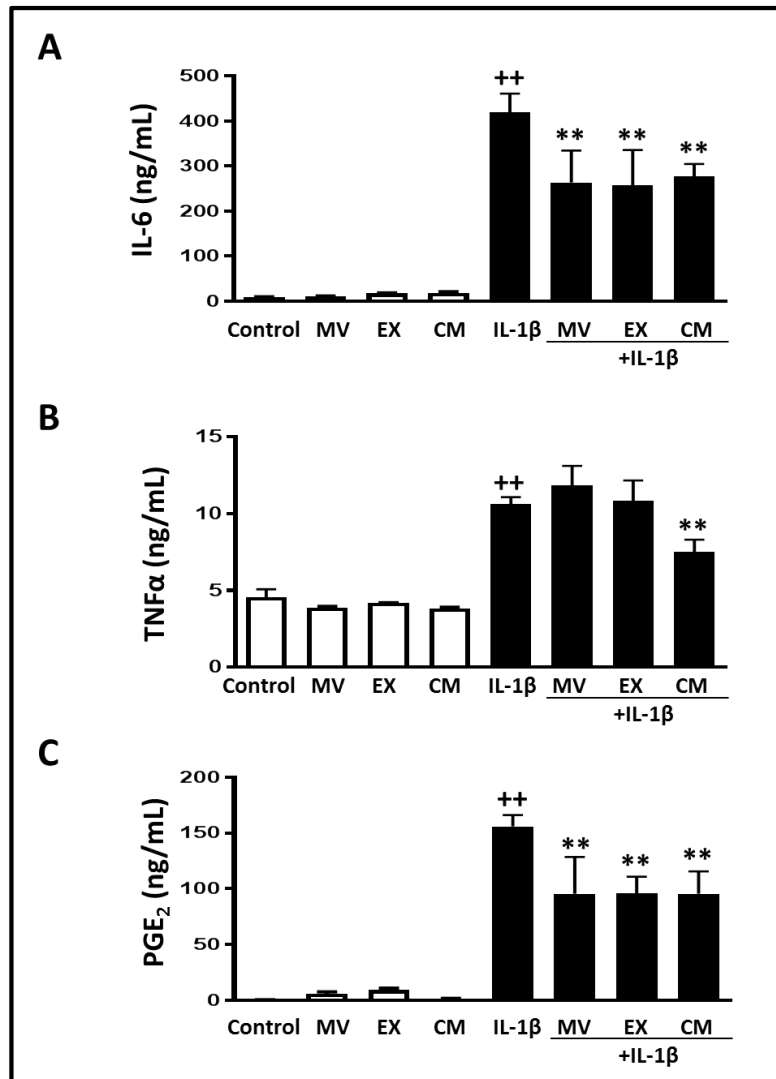 A
IL-6 (ng/mL)
500
400
300
200
100
0
++
**
**
**
Control MV EX CM IL-1β MV EX CM
+IL-1β
B
TNFα (ng/mL)
15
10
5
0
++
**
Control MV EX CM IL-1β MV EX CM
+IL-1β
C
PGE₂ (ng/mL)
200
150
100
50
0
++
**
**
**
Control MV EX CM IL-1β MV EX CM
+IL-1β